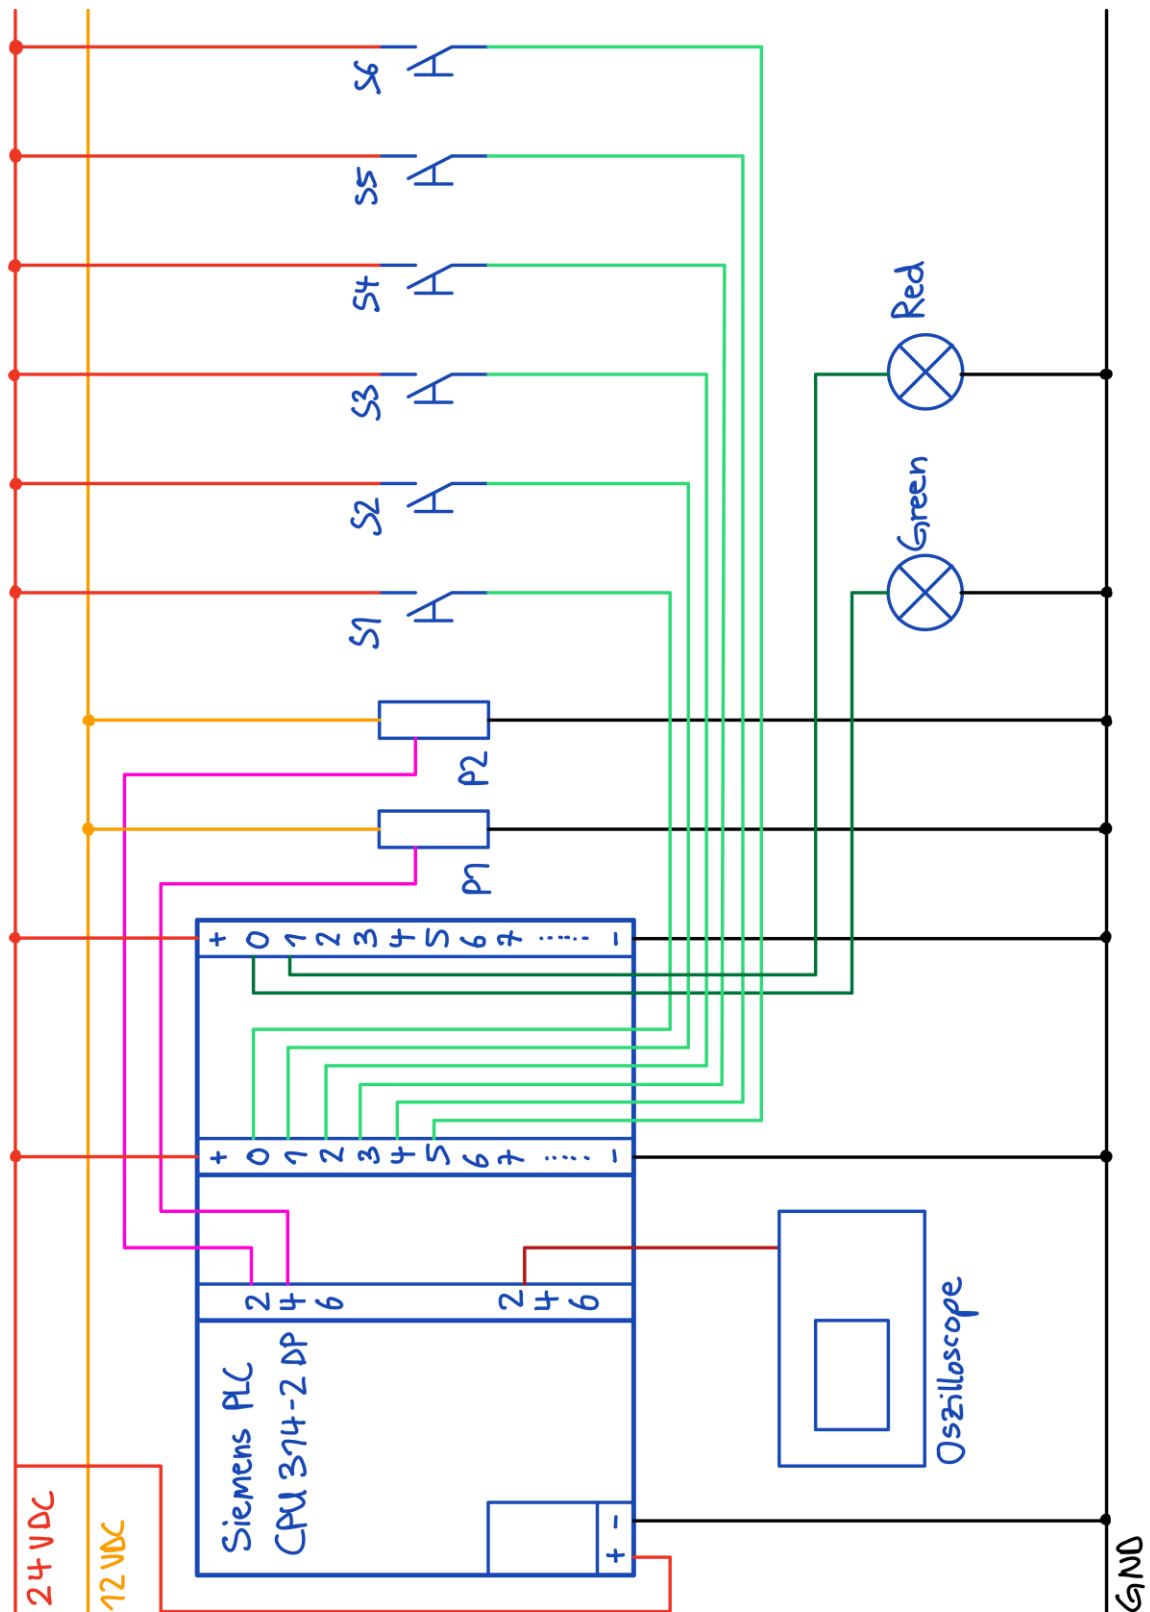 24 VDC
12 VDC
Siemens PLC
CPU 314-2 DP
+ -
2 4 6
2 4 6
+ 0 1 2 3 4 5 6 7 ...... -
+ 0 1 2 3 4 5 6 7 ...... -
P1
P2
S1
S2
S3
S4
S5
S6
Green
Red
Oszilloscope
GND